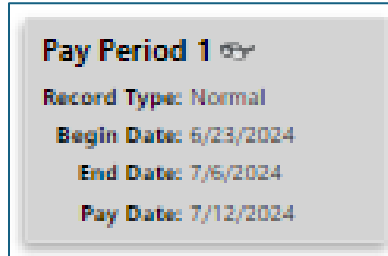 Pay Period 1
Record Type: Normal
Begin Date: 6/23/2024
End Date: 7/6/2024
Pay Date: 7/12/2024